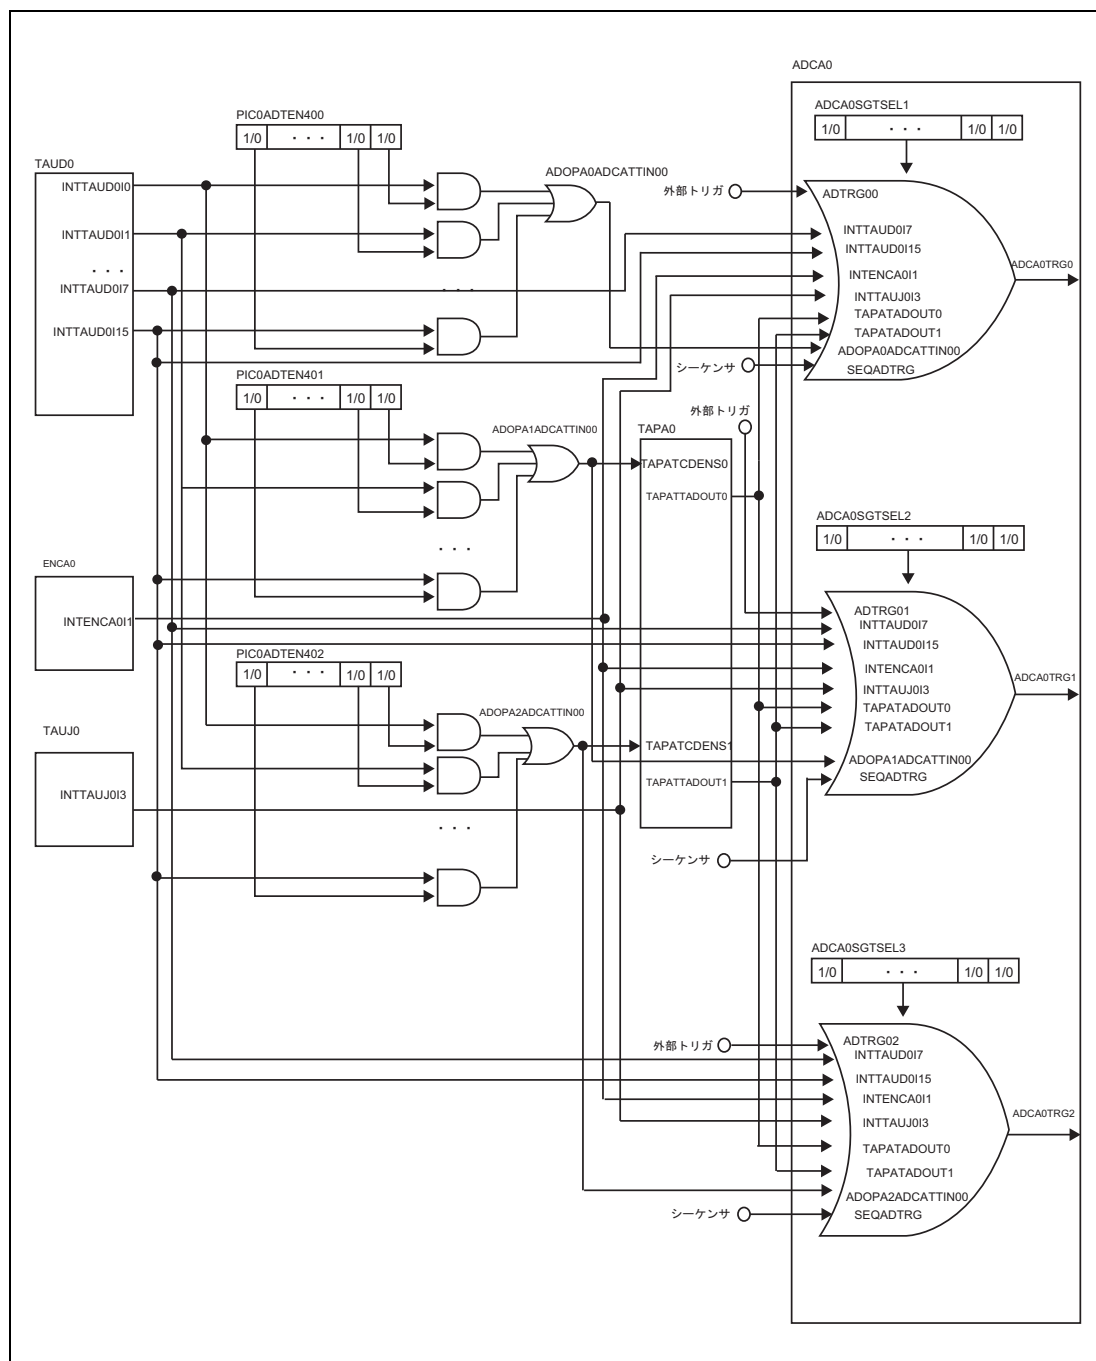 ADCA0
PIC0ADTEN400
1/0 ・・・ 1/0 1/0
ADCA0SGTSEL1
1/0 ・・・ 1/0 1/0
TAUD0
INTTAUD0I0
INTTAUD0I1
・・・
INTTAUD0I7
INTTAUD0I15
ADOPA0ADCATTIN00
・・・
外部トリガ
ADTRG00
INTTAUD0I7
INTTAUD0I15
INTENCA0I1
INTTAUJ0I3
TAPATADOUT0
TAPATADOUT1
ADOPA0ADCATTIN00
SEQADTRG
ADCA0TRG0
シーケンサ
PIC0ADTEN401
1/0 ・・・ 1/0 1/0
外部トリガ
ADOPA1ADCATTIN00
・・・
TAPA0
TAPATCDENS0
TAPATTADOUT0
TAPATCDENS1
TAPATTADOUT1
ADCA0SGTSEL2
1/0 ・・・ 1/0 1/0
ENCA0
INTENCA0I1
ADTRG01
INTTAUD0I7
INTTAUD0I15
INTENCA0I1
INTTAUJ0I3
TAPATADOUT0
TAPATADOUT1
ADOPA1ADCATTIN00
SEQADTRG
ADCA0TRG1
PIC0ADTEN402
1/0 ・・・ 1/0 1/0
ADOPA2ADCATTIN00
・・・
TAUJ0
INTTAUJ0I3
シーケンサ
ADCA0SGTSEL3
1/0 ・・・ 1/0 1/0
外部トリガ
ADTRG02
INTTAUD0I7
INTTAUD0I15
INTENCA0I1
INTTAUJ0I3
TAPATADOUT0
TAPATADOUT1
ADOPA2ADCATTIN00
SEQADTRG
ADCA0TRG2
シーケンサ